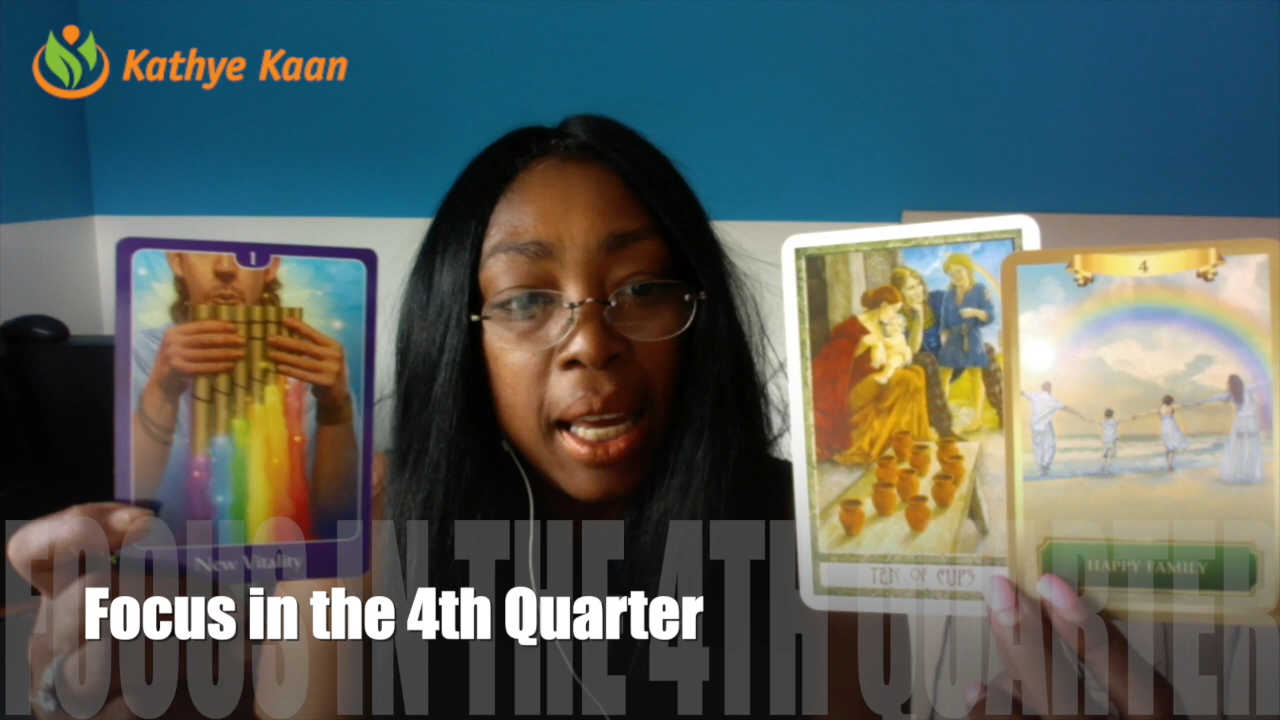 Kathye Kaan
1
4
New Vitality
TEN OF CUPS
HAPPY FAMILY
FOCUS IN THE 4TH QUARTER
Focus in the 4th Quarter